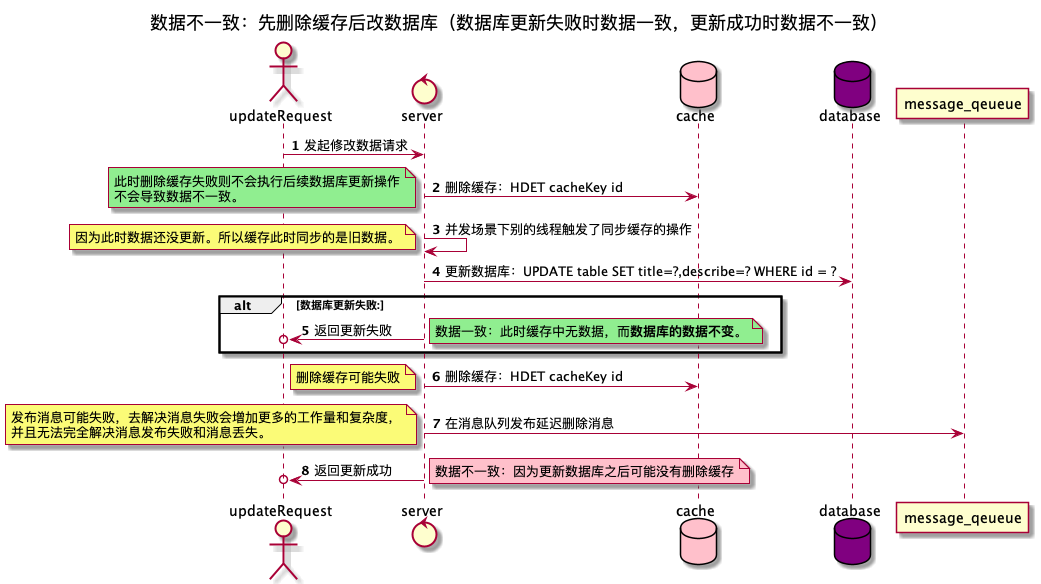 数据不一致：先删除缓存后改数据库（数据库更新失败时数据一致，更新成功时数据不一致）
updateRequest
server
cache
database
message_qeueue
1 发起修改数据请求
此时删除缓存失败则不会执行后续数据库更新操作
不会导致数据不一致。
2 删除缓存：HDET cacheKey id
因为此时数据还没更新。所以缓存此时同步的是旧数据。
3 并发场景下别的线程触发了同步缓存的操作
4 更新数据库：UPDATE table SET title=?,describe=? WHERE id = ?
alt
[数据库更新失败:]
5 返回更新失败
数据一致：此时缓存中无数据，而数据库的数据不变。
删除缓存可能失败
6 删除缓存：HDET cacheKey id
发布消息可能失败，去解决消息失败会增加更多的工作量和复杂度，
并且无法完全解决消息发布失败和消息丢失。
7 在消息队列发布延迟删除消息
8 返回更新成功
数据不一致：因为更新数据库之后可能没有删除缓存
updateRequest
server
cache
database
message_qeueue